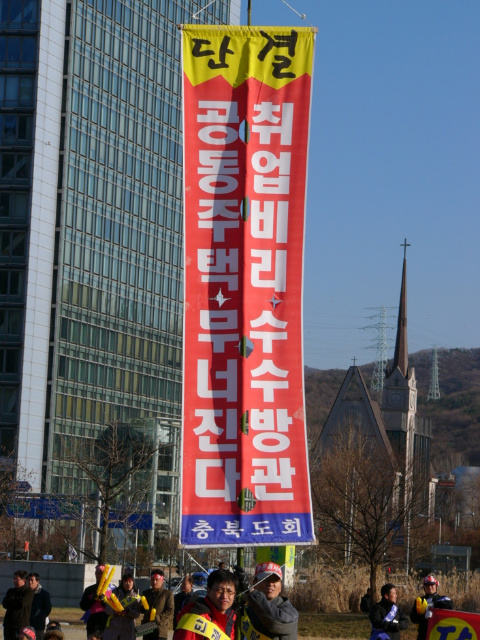 단결
취업비리 수수방관
공동주택 무너진다
충북도회
단